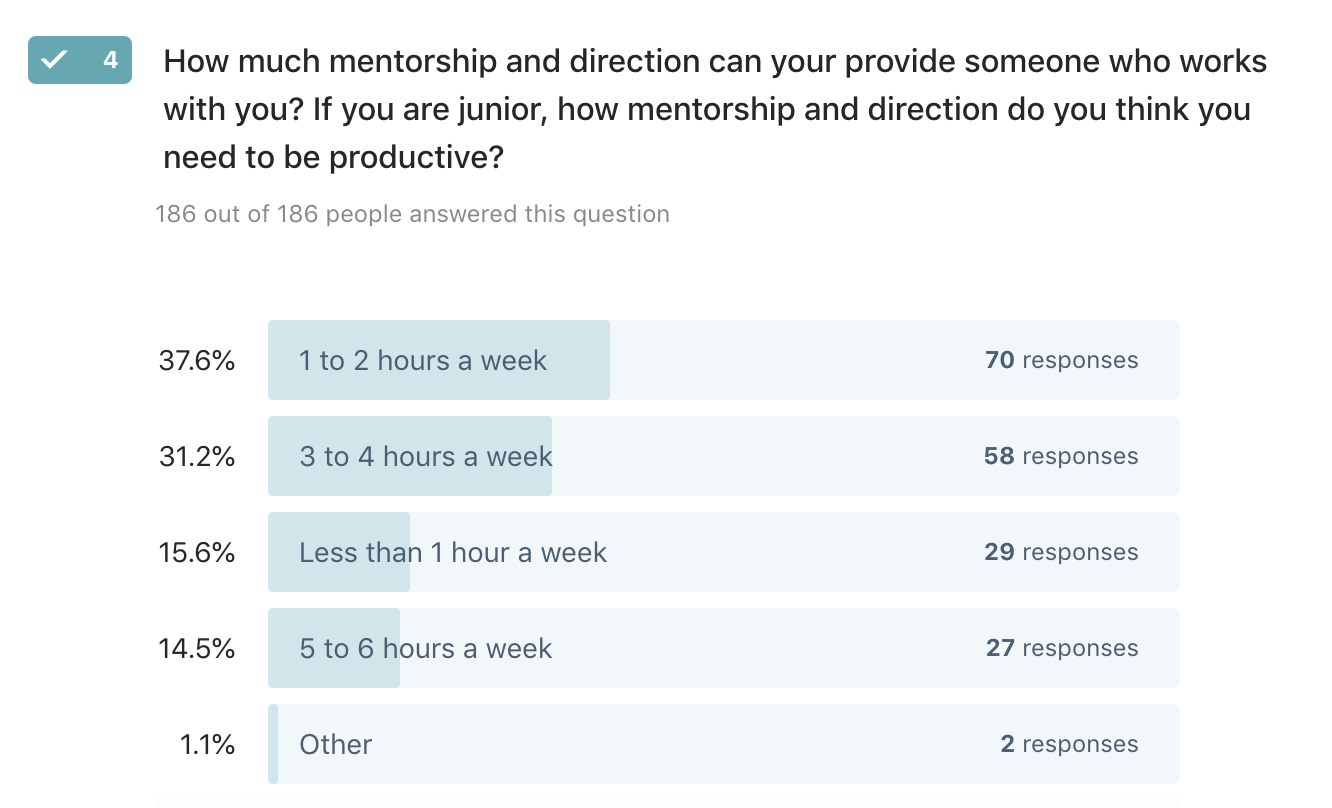 4
How much mentorship and direction can your provide someone who works
with you? If you are junior, how mentorship and direction do you think you
need to be productive?
186 out of 186 people answered this question
37.6% 1 to 2 hours a week 70 responses
31.2% 3 to 4 hours a week 58 responses
15.6% Less than 1 hour a week 29 responses
14.5% 5 to 6 hours a week 27 responses
1.1% Other 2 responses